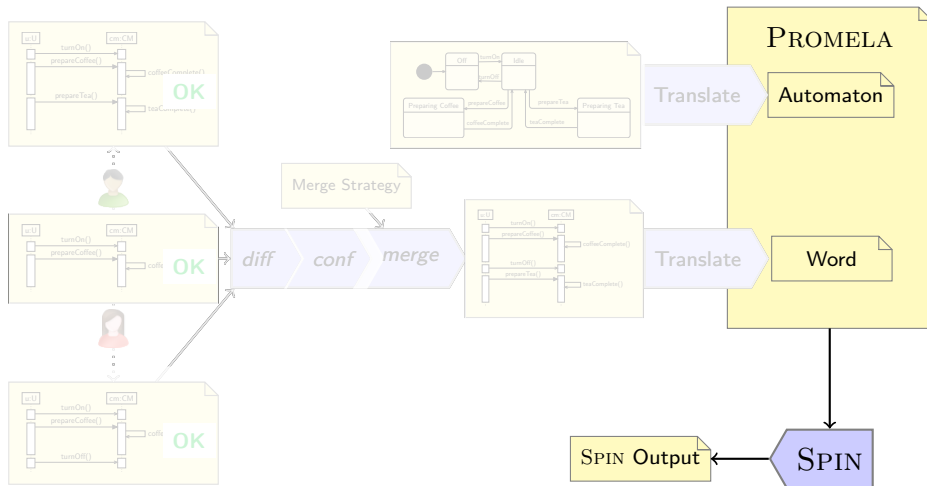 u:U cm:CM
turnOn()
prepareCoffee()
coffeeComplete()
OK
prepareTea()
teaComplete()
u:U cm:CM
turnOn()
prepareCoffee()
OK
u:U cm:CM
turnOn()
prepareCoffee()
OK
turnOff()
diff
conf
merge
Merge Strategy
Off
turnOn
Idle
turnOff
Preparing Coffee
prepareCoffee
coffeeComplete
prepareTea
teaComplete
Preparing Tea
u:U cm:CM
turnOn()
prepareCoffee()
coffeeComplete()
turnOff()
prepareTea()
teaComplete()
Translate
Translate
PROMELA
Automaton
Word
SPIN Output
SPIN